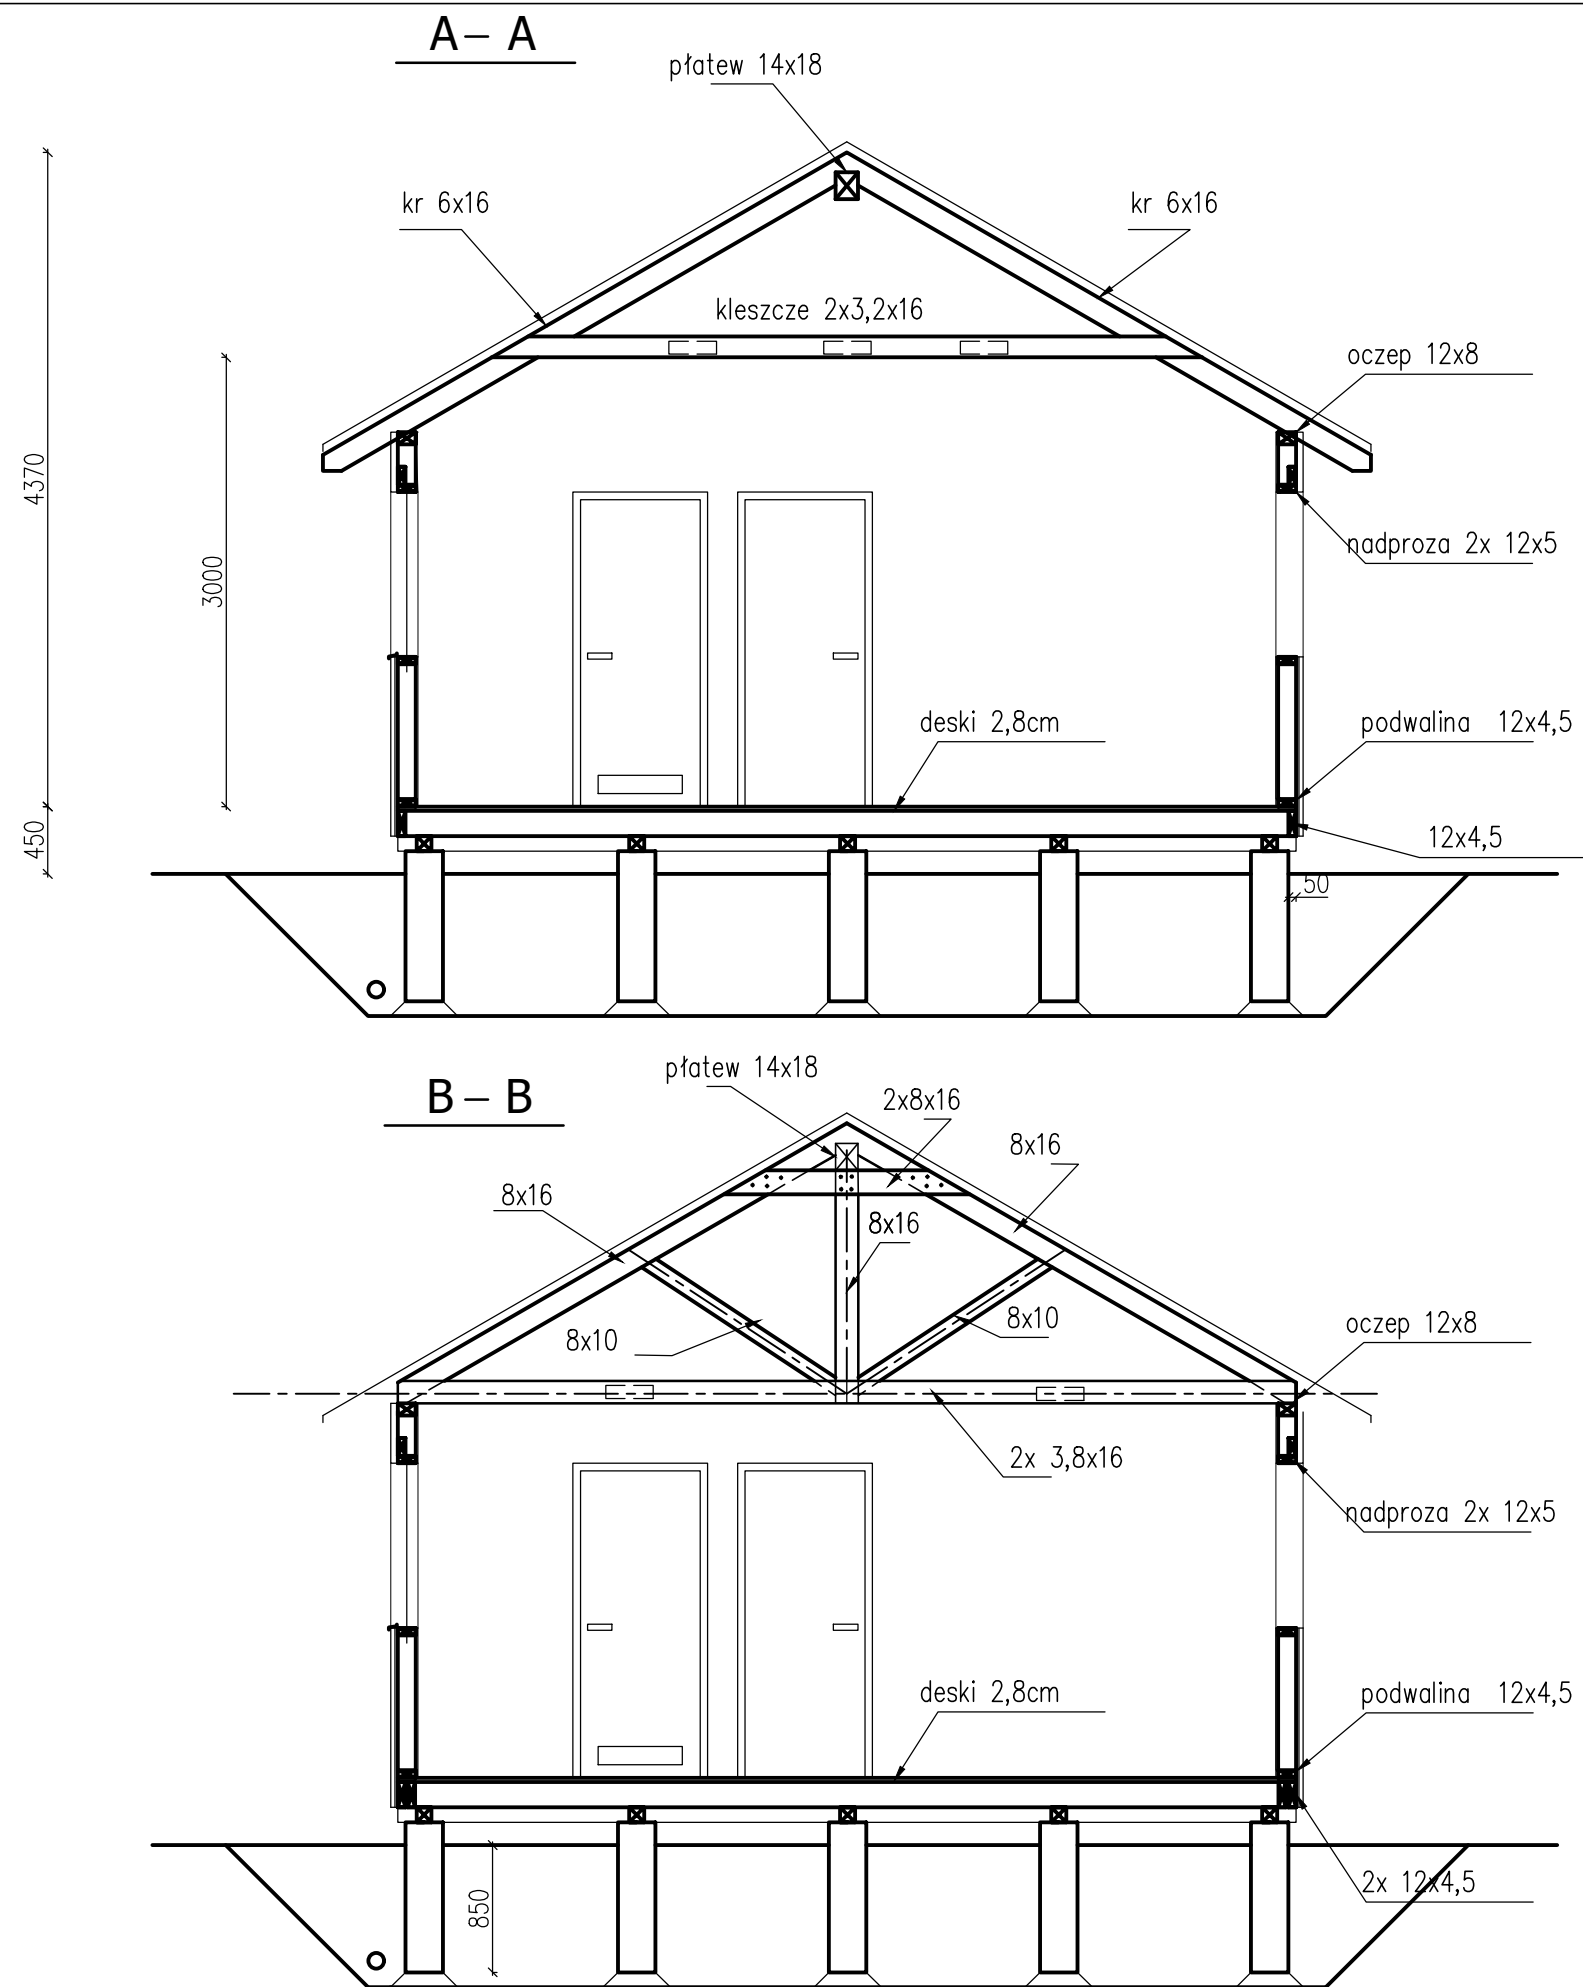 A– A
płatew 14x18
kr 6x16
kr 6x16
kleszcze 2x3,2x16
oczep 12x8
4370
3000
nadproza 2x 12x5
deski 2,8cm
podwalina 12x4,5
450
12x4,5
50
B– B
płatew 14x18
2x8x16
8x16
8x16
8x16
8x10
8x10
oczep 12x8
2x 3,8x16
nadproza 2x 12x5
deski 2,8cm
podwalina 12x4,5
850
2x 12x4,5